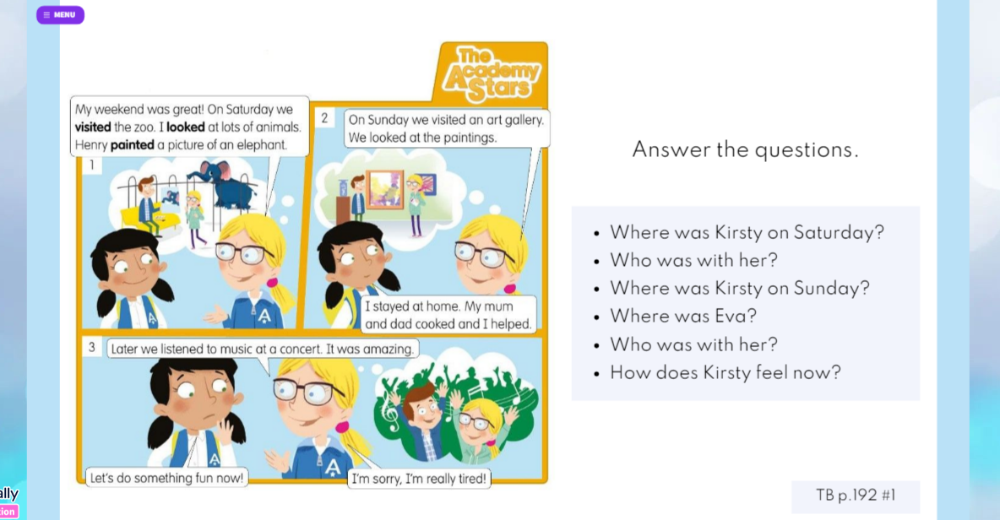 ≡ MENU
The
Academy
Stars
My weekend was great! On Saturday we
visited the zoo. I looked at lots of animals.
Henry painted a picture of an elephant.
1
2
On Sunday we visited an art gallery.
We looked at the paintings.
A
A
I stayed at home. My mum
and dad cooked and I helped.
3
Later we listened to music at a concert. It was amazing.
A
A
Let's do something fun now!
I'm sorry, I'm really tired!
Answer the questions.
• Where was Kirsty on Saturday?
• Who was with her?
• Where was Kirsty on Sunday?
• Where was Eva?
• Who was with her?
• How does Kirsty feel now?
TB p.192 #1